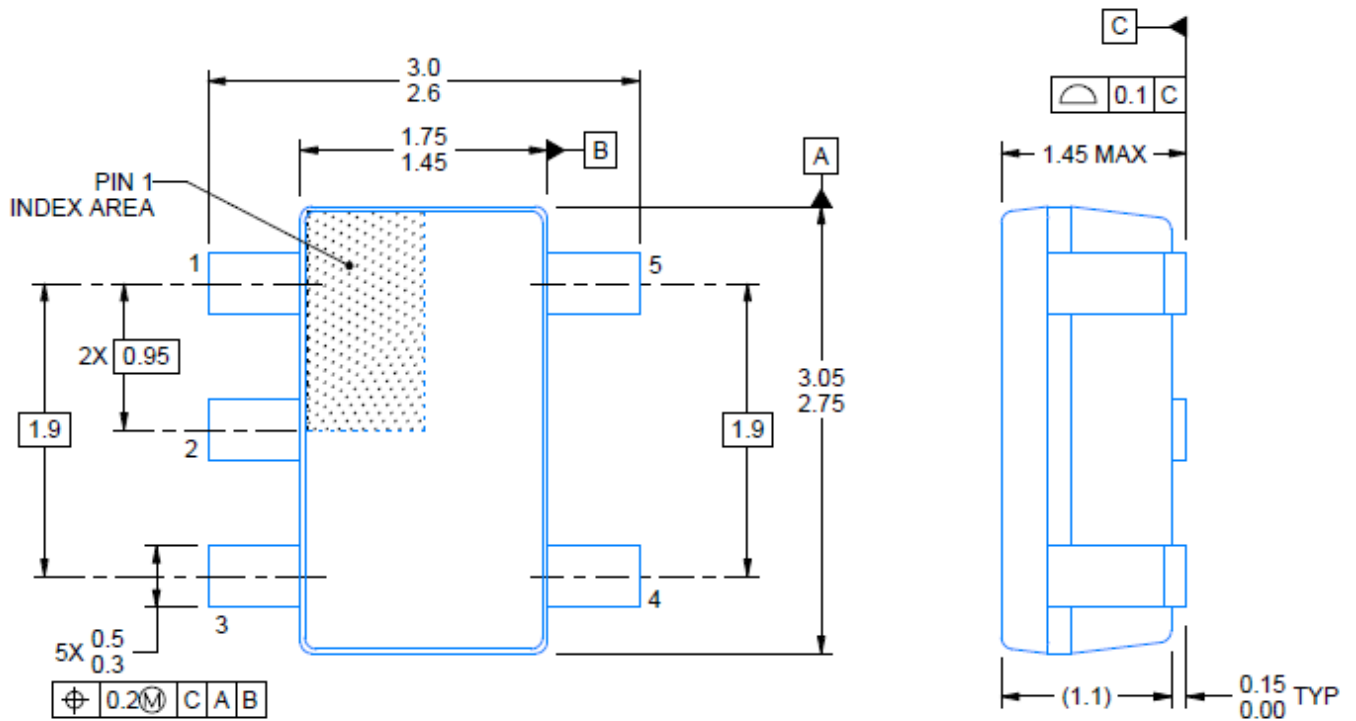 C
⌓ 0.1 C
3.0
2.6
1.75
1.45
B
A
1.45 MAX
PIN 1
INDEX AREA
1
5
2X 0.95
1.9
3.05
2.75
1.9
2
3
4
5X 0.5
0.3
⌖ 0.2Ⓜ C A B
(1.1)
0.15
0.00 TYP